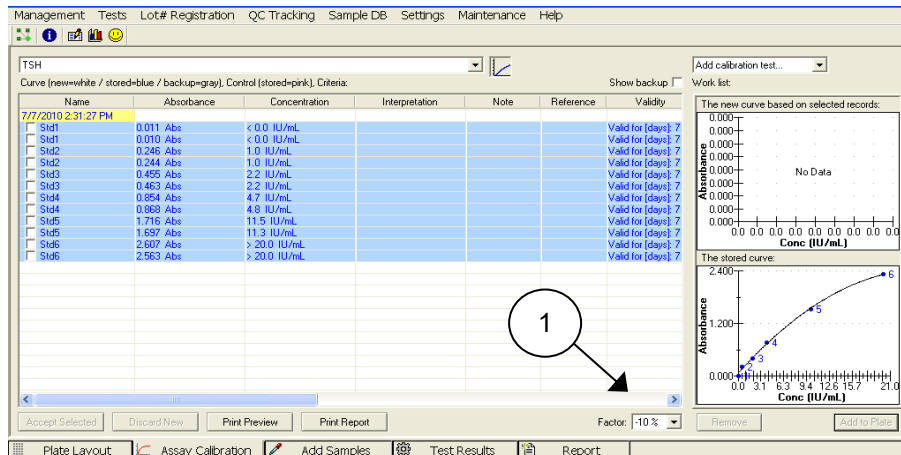 Management Tests Lot# Registration QC Tracking Sample DB Settings Maintenance Help
TSH
Add calibration test...
Curve (new=white / stored=blue / backup=gray), Control (stored=pink), Criteria:
Show backup
Work list:
Name Absorbance Concentration Interpretation Note Reference Validity
7/7/2010 2:31:27 PM
Std1 0.011 Abs < 0.0 IU/mL Valid for [days]: 7
Std1 0.010 Abs < 0.0 IU/mL Valid for [days]: 7
Std2 0.246 Abs 1.0 IU/mL Valid for [days]: 7
Std2 0.244 Abs 1.0 IU/mL Valid for [days]: 7
Std3 0.455 Abs 2.2 IU/mL Valid for [days]: 7
Std3 0.463 Abs 2.2 IU/mL Valid for [days]: 7
Std4 0.854 Abs 4.7 IU/mL Valid for [days]: 7
Std4 0.868 Abs 4.8 IU/mL Valid for [days]: 7
Std5 1.716 Abs 11.5 IU/mL Valid for [days]: 7
Std5 1.697 Abs 11.3 IU/mL Valid for [days]: 7
Std6 2.607 Abs > 20.0 IU/mL Valid for [days]: 7
Std6 2.563 Abs > 20.0 IU/mL Valid for [days]: 7
The new curve based on selected records:
0.000
0.000
0.000
0.000
0.000
0.000
0.000
0.000
0.000
Absorbance
No Data
0.0 0.0 0.0 0.0 0.0 0.0 0.0 0.0 0.0
Conc (IU/mL)
The stored curve:
2.400
1.200
0.000
Absorbance
2
3
4
5
6
0.0 3.1 6.3 9.4 12.6 15.7 21.0
Conc (IU/mL)
1
Accept Selected Discard New Print Preview Print Report Factor: -10 % Remove Add to Plate
Plate Layout Assay Calibration Add Samples Test Results Report